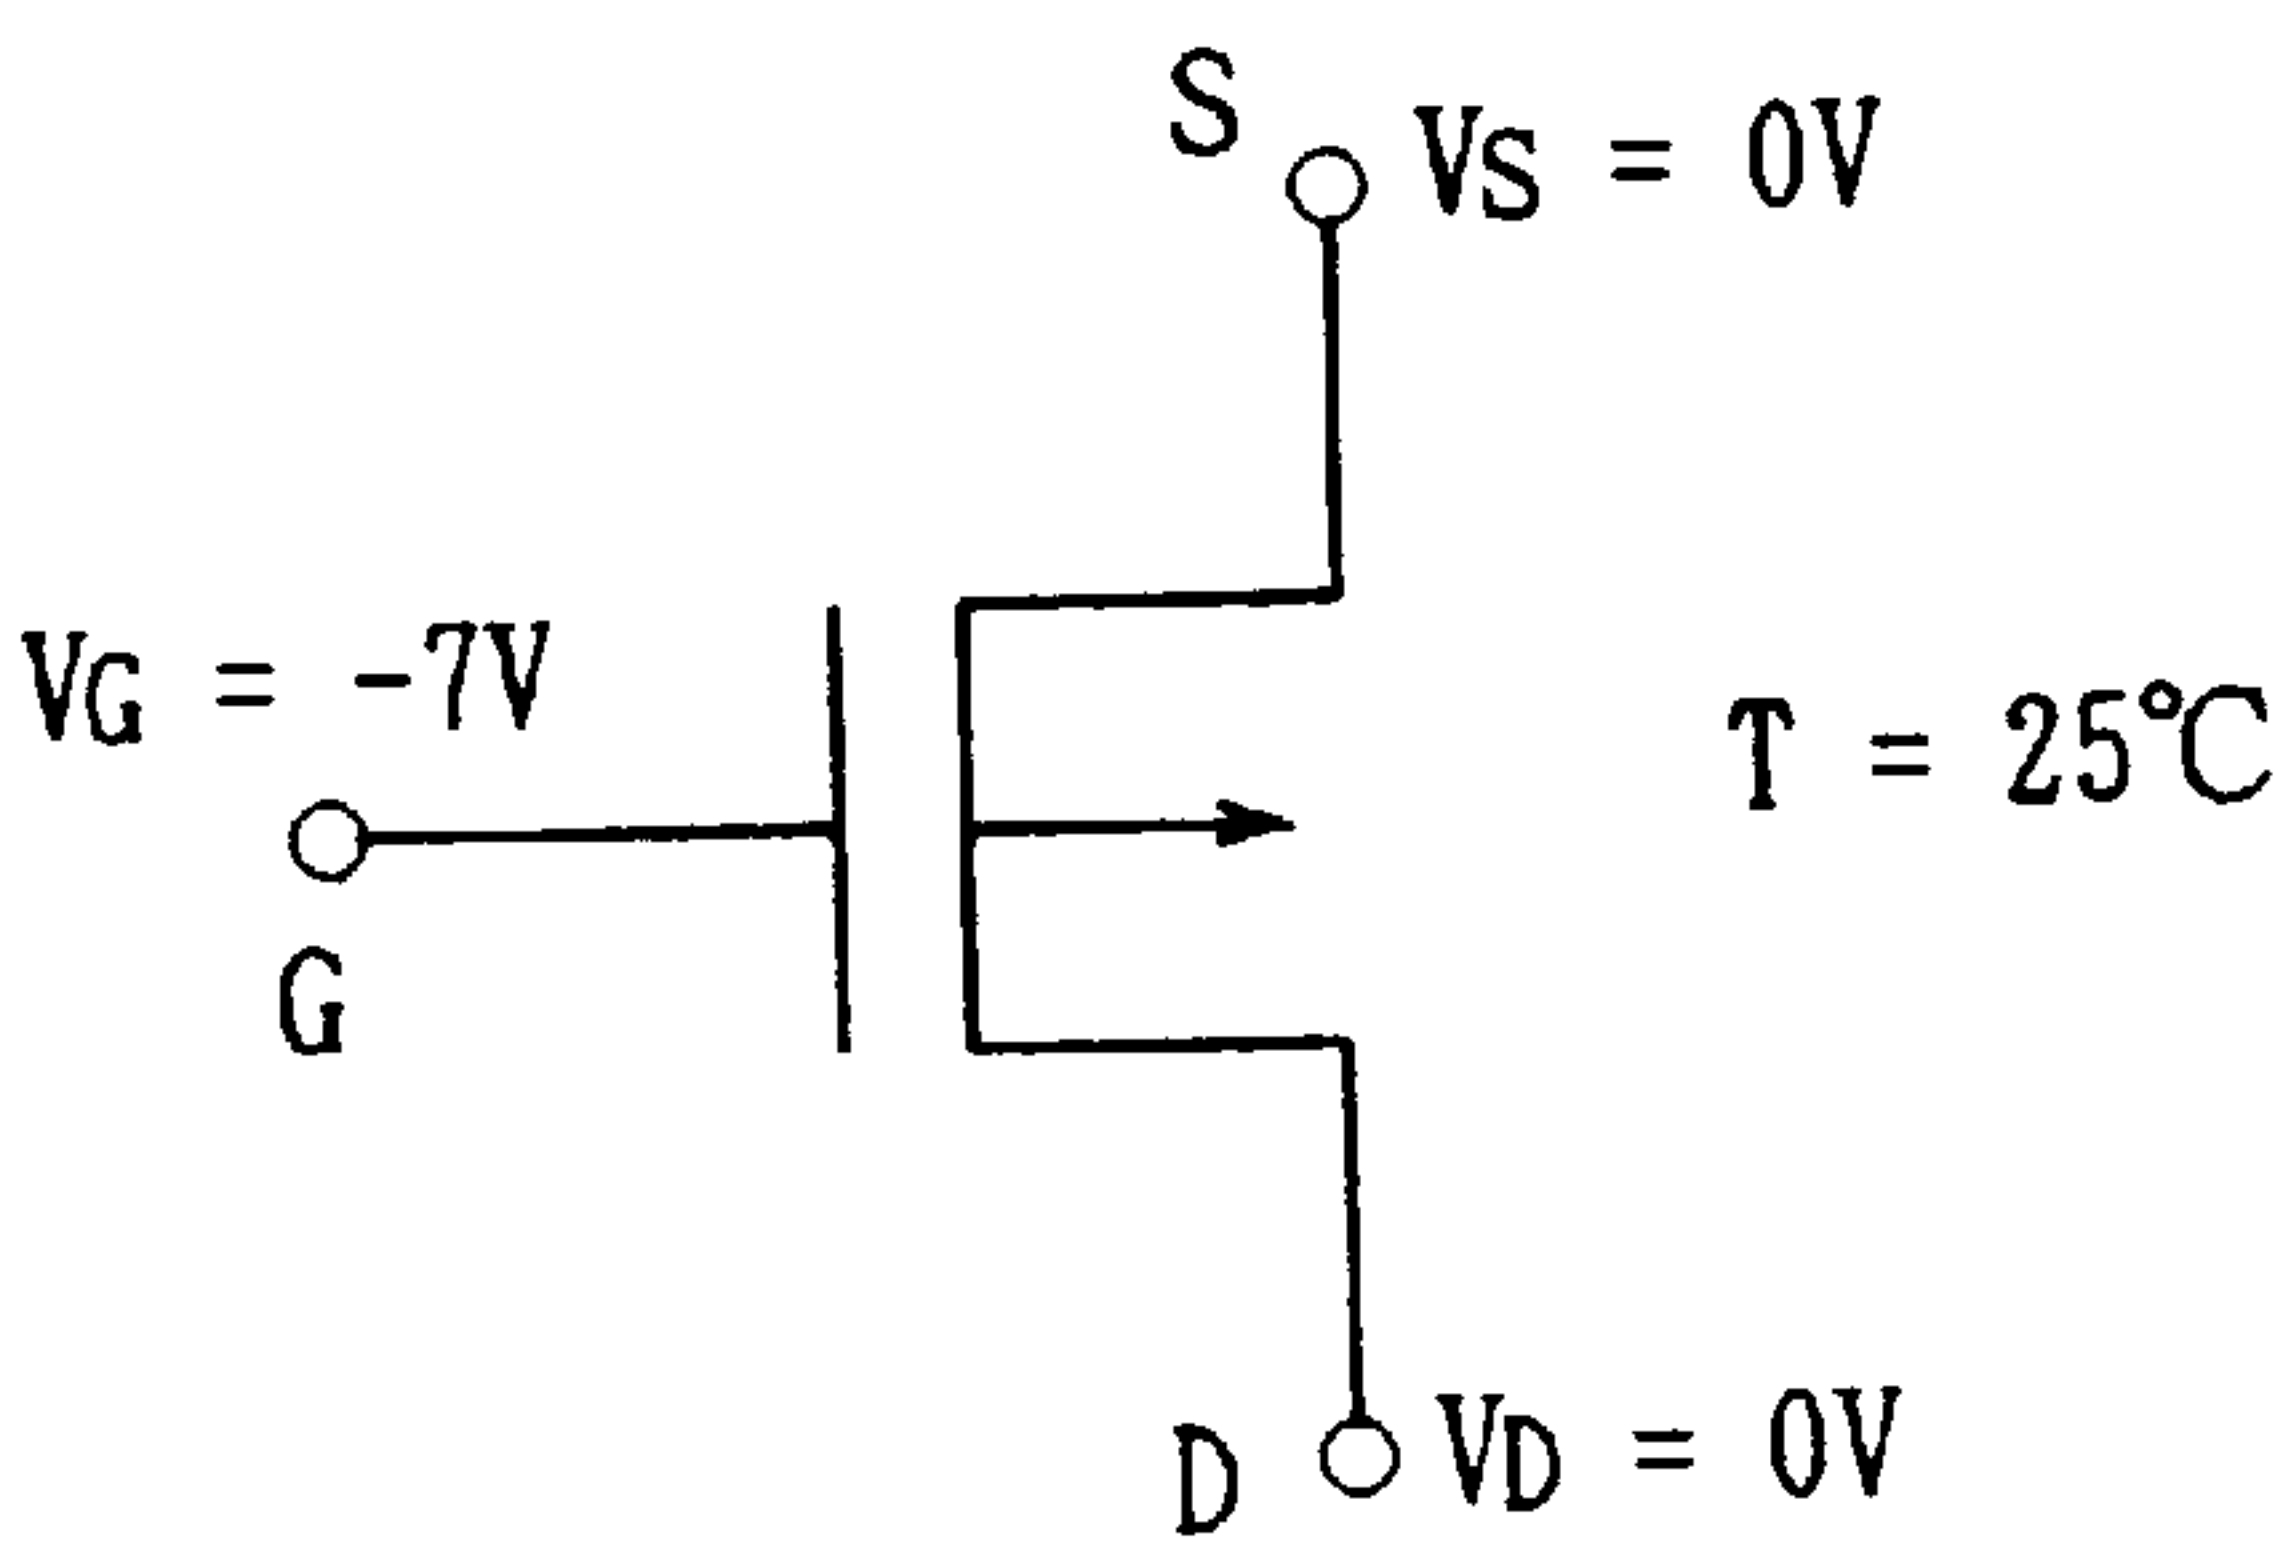 S
VS = 0V
VG = -7V
T = 25°C
G
D
VD = 0V